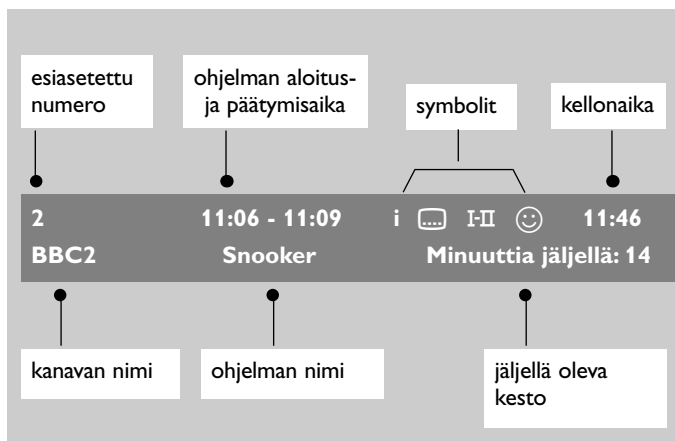 esiasetettu
numero
ohjelman aloitus-
ja päätymisaika
symbolit
kellonaika
2 11:06 - 11:09 i I-II 11:46
BBC2 Snooker Minuuttia jäljellä: 14
kanavan nimi
ohjelman nimi
jäljellä oleva
kesto